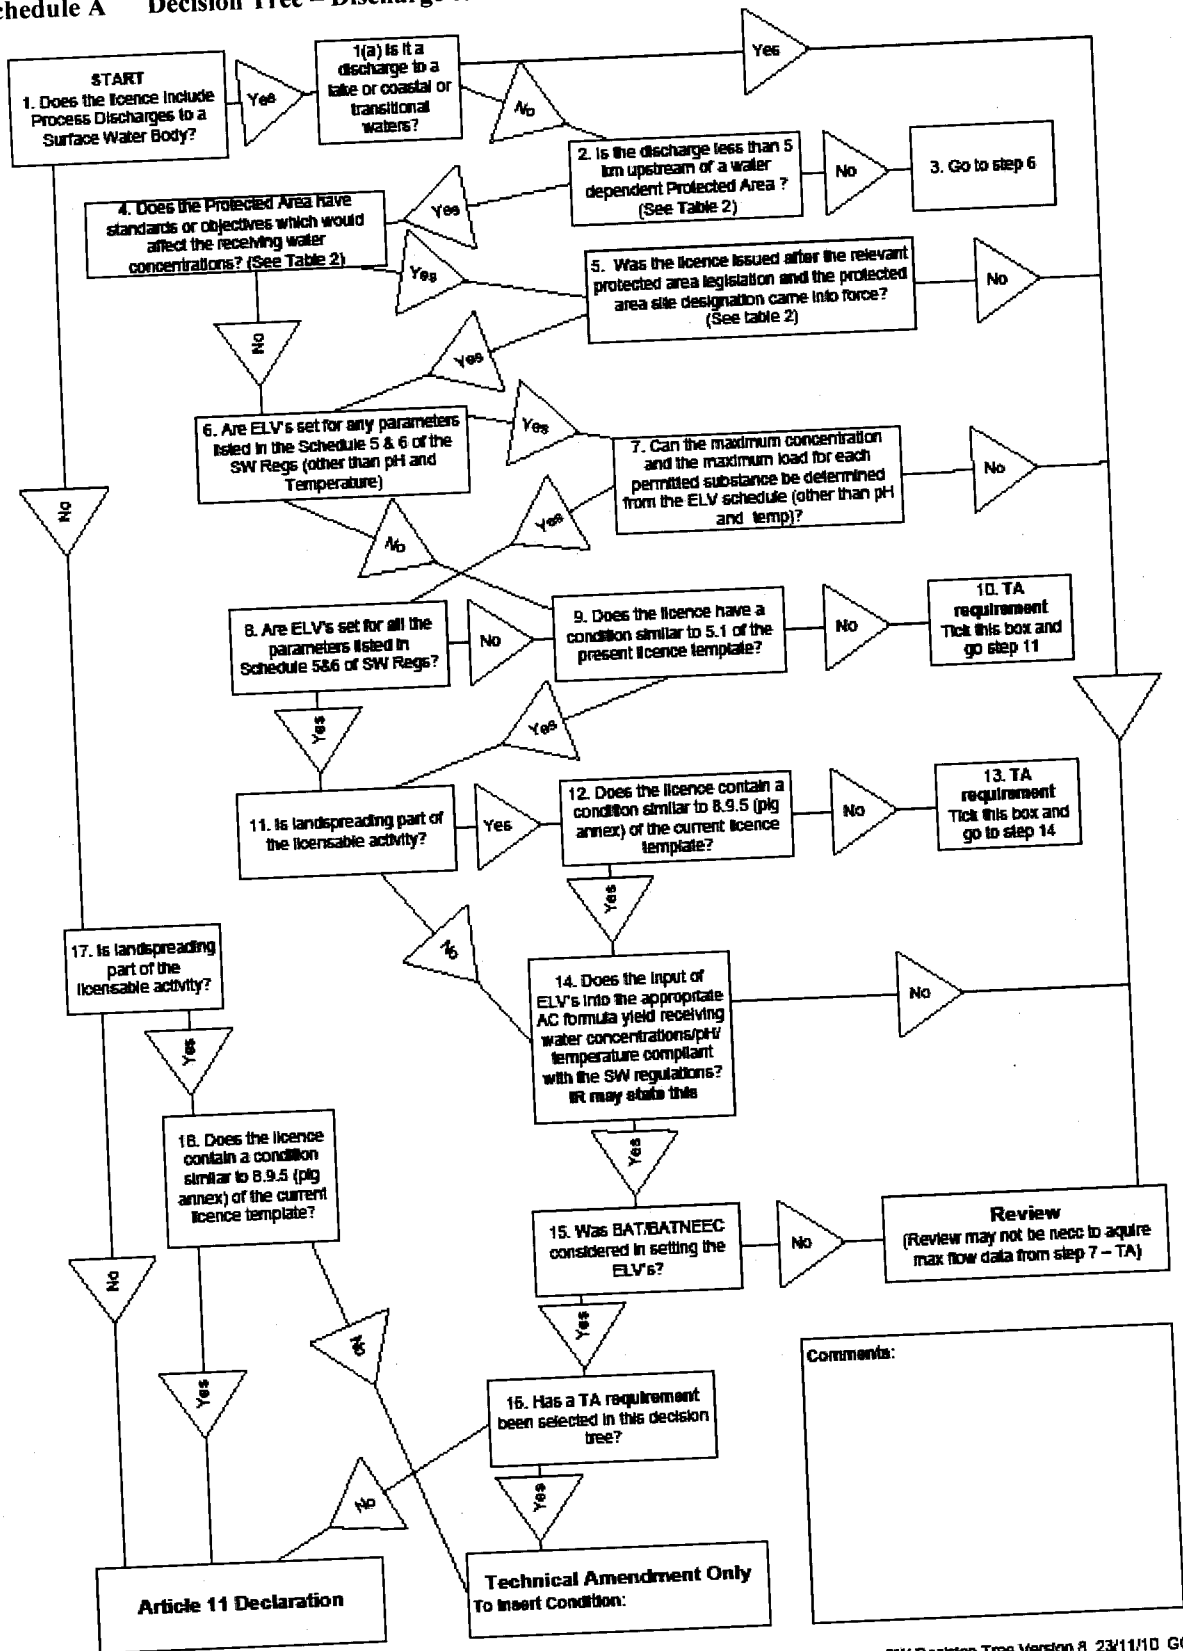 chedule A Decision Tree – Discharge
START
1. Does the licence include
Process Discharges to a
Surface Water Body?
Yes
1(a) Is it a
discharge to a
lake or coastal or
transitional
waters?
Yes
No
2. Is the discharge less than 5
km upstream of a water
dependent Protected Area ?
(See Table 2)
No
3. Go to step 6
Yes
4. Does the Protected Area have
standards or objectives which would
affect the receiving water
concentrations? (See Table 2)
Yes
5. Was the licence issued after the relevant
protected area legislation and the protected
area site designation came into force?
(See table 2)
No
No
Yes
6. Are ELV's set for any parameters
listed in the Schedule 5 & 6 of the
SW Regs (other than pH and
Temperature)
Yes
7. Can the maximum concentration
and the maximum load for each
permitted substance be determined
from the ELV schedule (other than pH
and temp)?
No
No
No
Yes
8. Are ELV's set for all the
parameters listed in
Schedule 5&6 of SW Regs?
No
9. Does the licence have a
condition similar to 5.1 of the
present licence template?
No
10. TA
requirement
Tick this box and
go step 11
Yes
Yes
11. Is landspreading part of
the licensable activity?
Yes
12. Does the licence contain a
condition similar to 8.9.5 (pig
annex) of the current licence
template?
No
13. TA
requirement
Tick this box and
go to step 14
Yes
No
17. Is landspreading
part of the
licensable activity?
14. Does the input of
ELV's into the appropriate
AC formula yield receiving
water concentrations/pH/
temperature compliant
with the SW regulations?
IR may state this
No
Yes
Yes
18. Does the licence
contain a condition
similar to 8.9.5 (pig
annex) of the current
licence template?
15. Was BAT/BATNEEC
considered in setting the
ELV's?
No
Review
(Review may not be necc to aquire
max flow data from step 7 – TA)
No
Yes
No
Yes
Comments:
16. Has a TA requirement
been selected in this decision
tree?
No
Yes
Article 11 Declaration
Technical Amendment Only
To Insert Condition:
Decision Tree Version 8 23/11/10